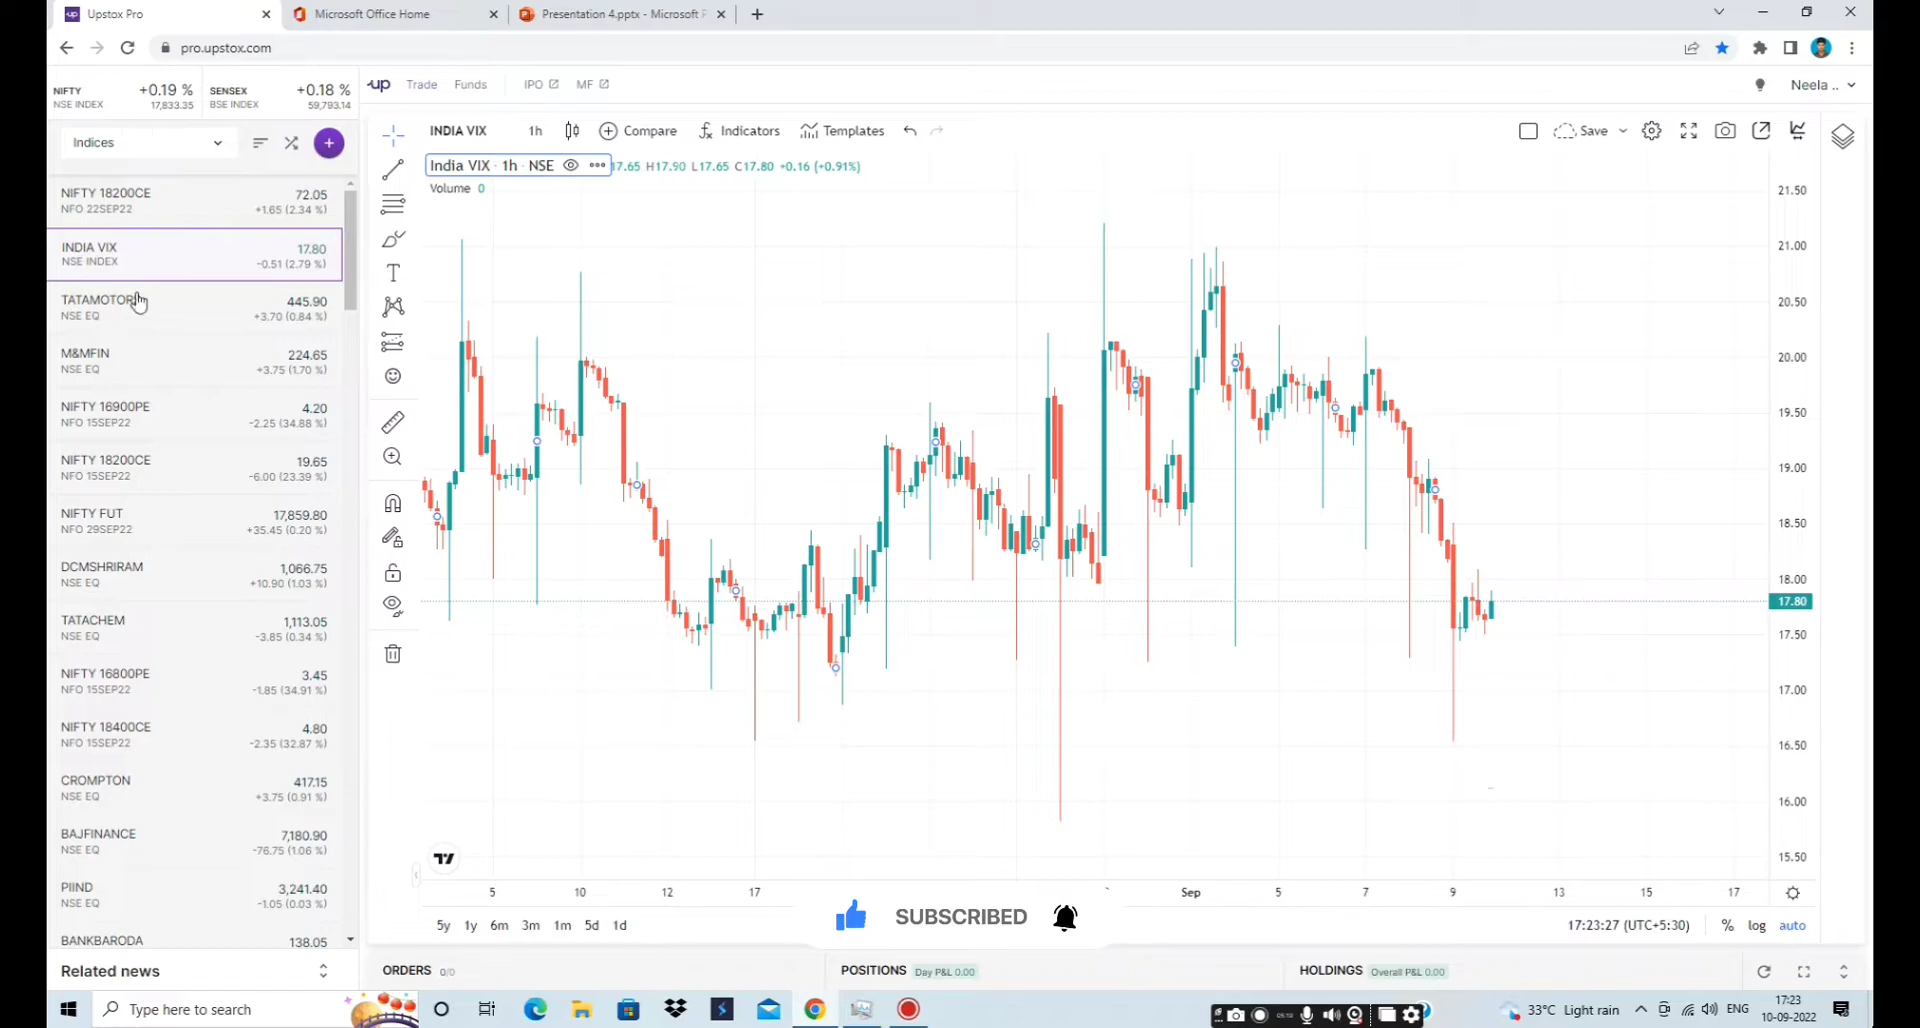 Upstox Pro
Microsoft Office Home
Presentation 4.pptx - Microsoft
pro.upstox.com
NIFTY +0.19 %
NSE INDEX 17,833.35
SENSEX +0.18 %
BSE INDEX 59,793.14
up Trade Funds IPO MF
Neela ..
Indices
INDIA VIX 1h Compare Indicators Templates
Save
India VIX · 1h · NSE 17.65 H17.90 L17.65 C17.80 +0.16 (+0.91%)
Volume 0
NIFTY 18200CE 72.05
NFO 22SEP22 +1.65 (2.34 %)
INDIA VIX 17.80
NSE INDEX -0.51 (2.79 %)
TATAMOTOR 445.90
NSE EQ +3.70 (0.84 %)
M&MFIN 224.65
NSE EQ +3.75 (1.70 %)
NIFTY 16900PE 4.20
NFO 15SEP22 -2.25 (34.88 %)
NIFTY 18200CE 19.65
NFO 15SEP22 -6.00 (23.39 %)
NIFTY FUT 17,859.80
NFO 29SEP22 +35.45 (0.20 %)
DCMSHRIRAM 1,066.75
NSE EQ +10.90 (1.03 %)
TATACHEM 1,113.05
NSE EQ -3.85 (0.34 %)
NIFTY 16800PE 3.45
NFO 15SEP22 -1.85 (34.91 %)
NIFTY 18400CE 4.80
NFO 15SEP22 -2.35 (32.87 %)
CROMPTON 417.15
NSE EQ +3.75 (0.91 %)
BAJFINANCE 7,180.90
NSE EQ -76.75 (1.06 %)
PIIND 3,241.40
NSE EQ -1.05 (0.03 %)
BANKBARODA 138.05
Related news
21.50
21.00
20.50
20.00
19.50
19.00
18.50
18.00
17.80
17.50
17.00
16.50
16.00
15.50
5 10 12 17 Sep 5 7 9 13 15 17
SUBSCRIBED
5y 1y 6m 3m 1m 5d 1d
17:23:27 (UTC+5:30) % log auto
ORDERS 0/0
POSITIONS Day P&L 0.00
HOLDINGS Overall P&L 0.00
Type here to search
33°C Light rain
ENG
17:23
10-09-2022